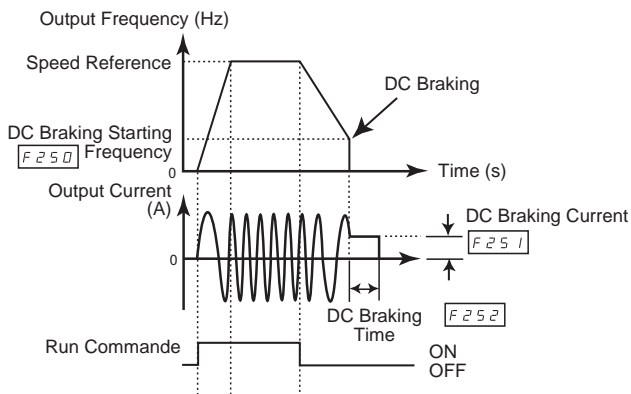 Output Frequency (Hz)
Speed Reference
DC Braking
DC Braking Starting
F250 Frequency
0
Time (s)
Output Current
(A)
DC Braking Current
F251
0
DC Braking
Time
F252
Run Commande
ON
OFF